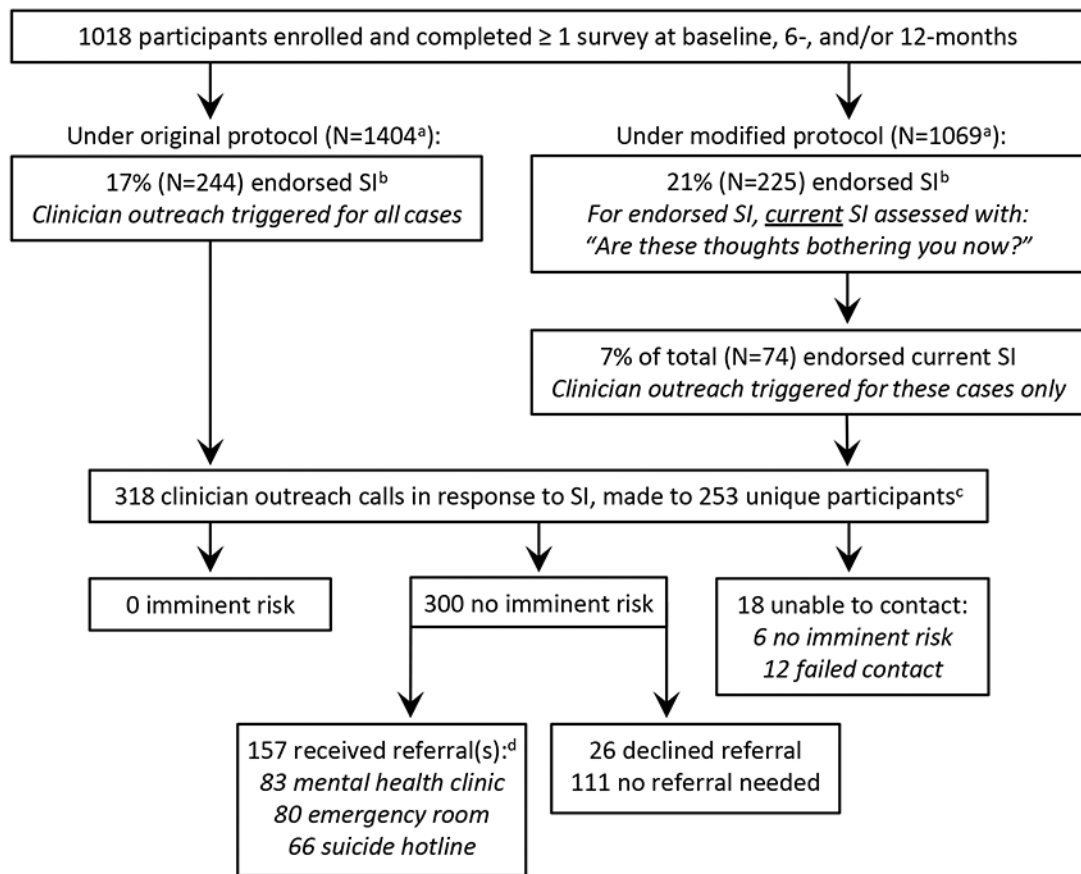 1018 participants enrolled and completed ≥ 1 survey at baseline, 6-, and/or 12-months
Under original protocol (N=1404ᵃ):
17% (N=244) endorsed SIᵇ
Clinician outreach triggered for all cases
Under modified protocol (N=1069ᵃ):
21% (N=225) endorsed SIᵇ
For endorsed SI, current SI assessed with:
“Are these thoughts bothering you now?”
7% of total (N=74) endorsed current SI
Clinician outreach triggered for these cases only
318 clinician outreach calls in response to SI, made to 253 unique participantsᶜ
0 imminent risk
300 no imminent risk
18 unable to contact:
6 no imminent risk
12 failed contact
157 received referral(s):ᵈ
83 mental health clinic
80 emergency room
66 suicide hotline
26 declined referral
111 no referral needed